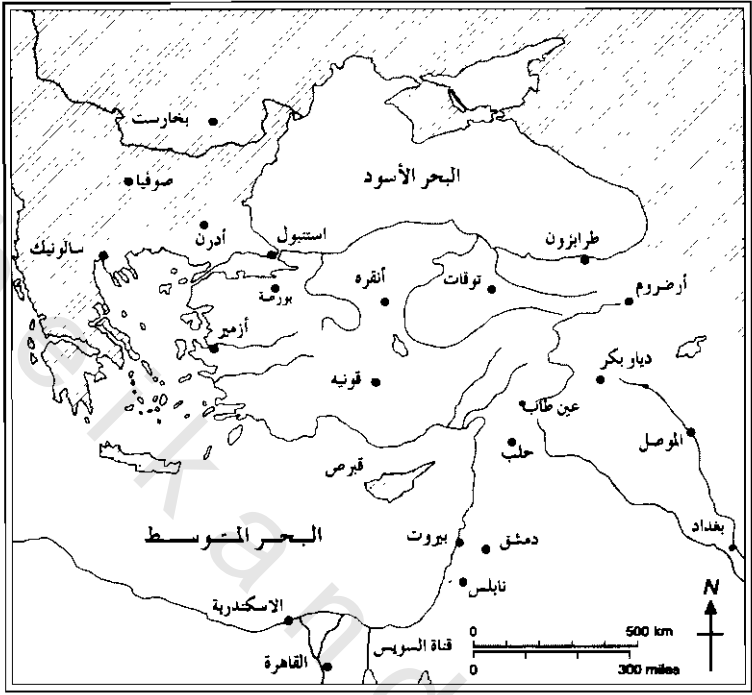 بخارست
صوفيا
البحر الأسود
أدرن
استنبول
سالونيك
طرابزون
بورصة
أنقره
توقات
أرضروم
أزمير
قونيه
ديار بكر
عين طاب
حلب
الموصل
قبرص
البحر المتوسط
بيروت
دمشق
بغداد
نابلس
الاسكندرية
قناة السويس
القاهرة
N
0 500 km
0 300 miles